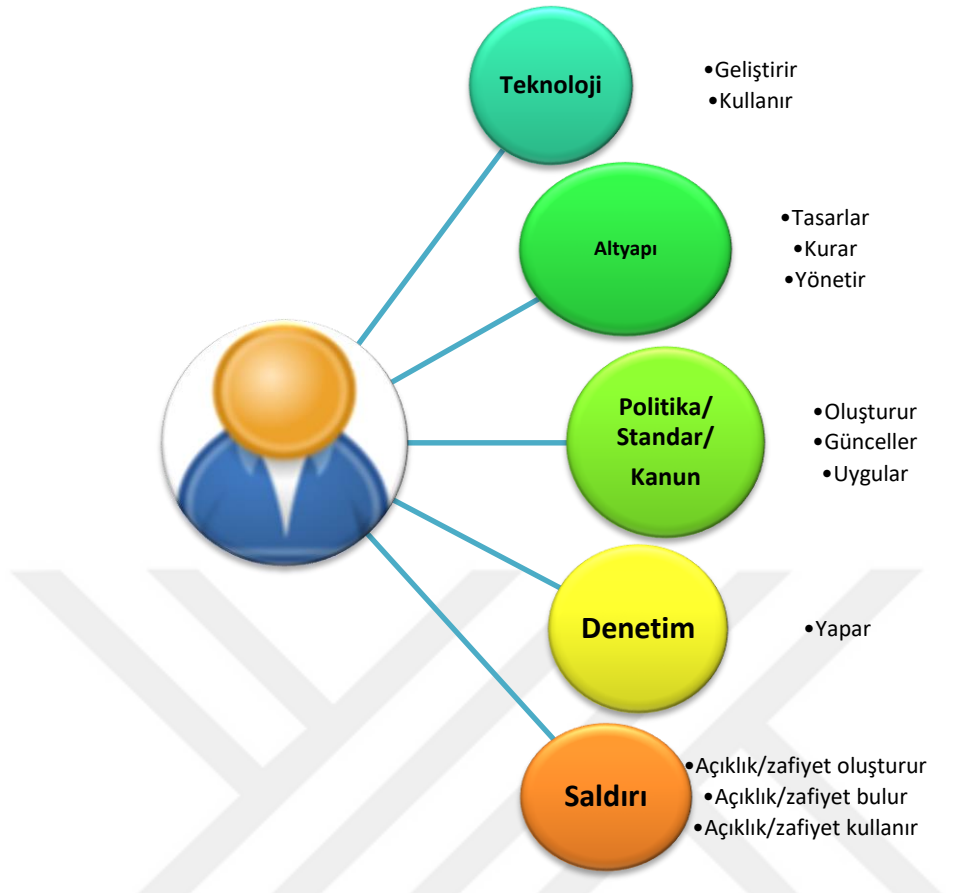 Teknoloji
•Geliştirir
•Kullanır
Altyapı
•Tasarlar
•Kurar
•Yönetir
Politika/
Standar/
Kanun
•Oluşturur
•Günceller
•Uygular
Denetim
•Yapar
Saldırı
•Açıklık/zafiyet oluşturur
•Açıklık/zafiyet bulur
•Açıklık/zafiyet kullanır